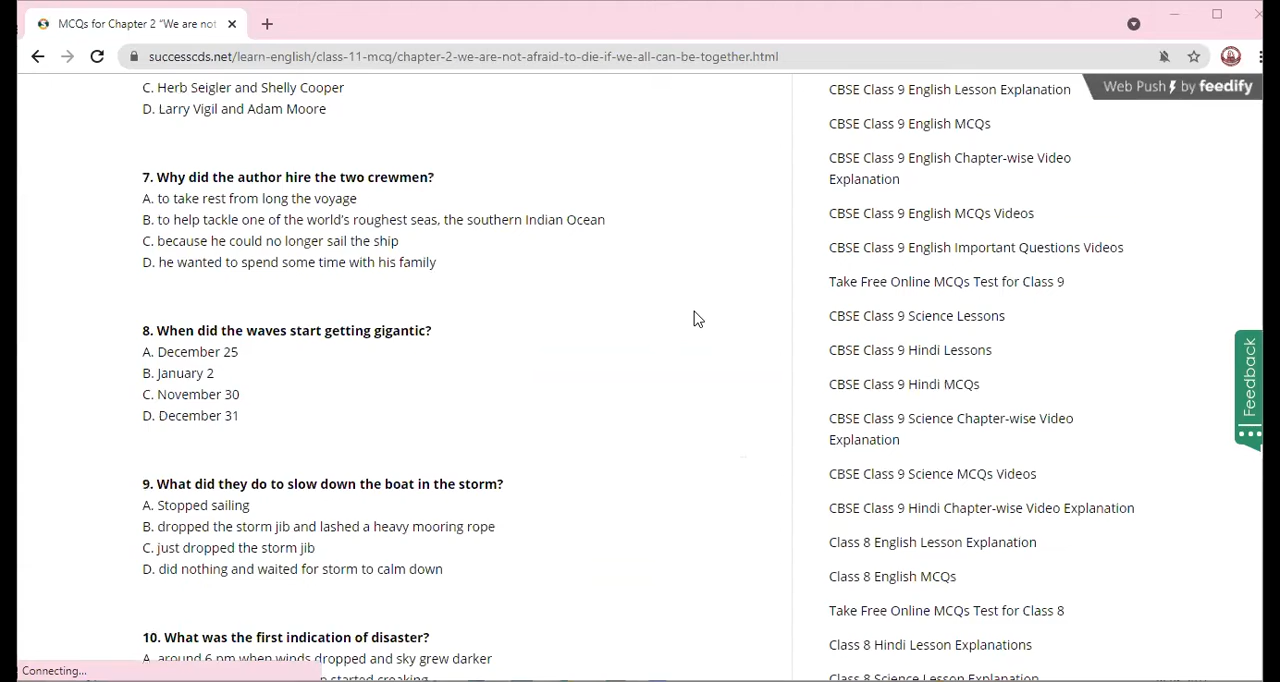 MCQs for Chapter 2 “We are not
successcds.net/learn-english/class-11-mcq/chapter-2-we-are-not-afraid-to-die-if-we-all-can-be-together.html
Web Push by feedify
C. Herb Seigler and Shelly Cooper
D. Larry Vigil and Adam Moore
7. Why did the author hire the two crewmen?
A. to take rest from long the voyage
B. to help tackle one of the world’s roughest seas, the southern Indian Ocean
C. because he could no longer sail the ship
D. he wanted to spend some time with his family
8. When did the waves start getting gigantic?
A. December 25
B. January 2
C. November 30
D. December 31
9. What did they do to slow down the boat in the storm?
A. Stopped sailing
B. dropped the storm jib and lashed a heavy mooring rope
C. just dropped the storm jib
D. did nothing and waited for storm to calm down
10. What was the first indication of disaster?
A. around 6 pm when winds dropped and sky grew darker
started creaking
Connecting...
CBSE Class 9 English Lesson Explanation
CBSE Class 9 English MCQs
CBSE Class 9 English Chapter-wise Video
Explanation
CBSE Class 9 English MCQs Videos
CBSE Class 9 English Important Questions Videos
Take Free Online MCQs Test for Class 9
CBSE Class 9 Science Lessons
CBSE Class 9 Hindi Lessons
CBSE Class 9 Hindi MCQs
CBSE Class 9 Science Chapter-wise Video
Explanation
CBSE Class 9 Science MCQs Videos
CBSE Class 9 Hindi Chapter-wise Video Explanation
Class 8 English Lesson Explanation
Class 8 English MCQs
Take Free Online MCQs Test for Class 8
Class 8 Hindi Lesson Explanations
Class 8 Science Lesson Explanation
Feedback